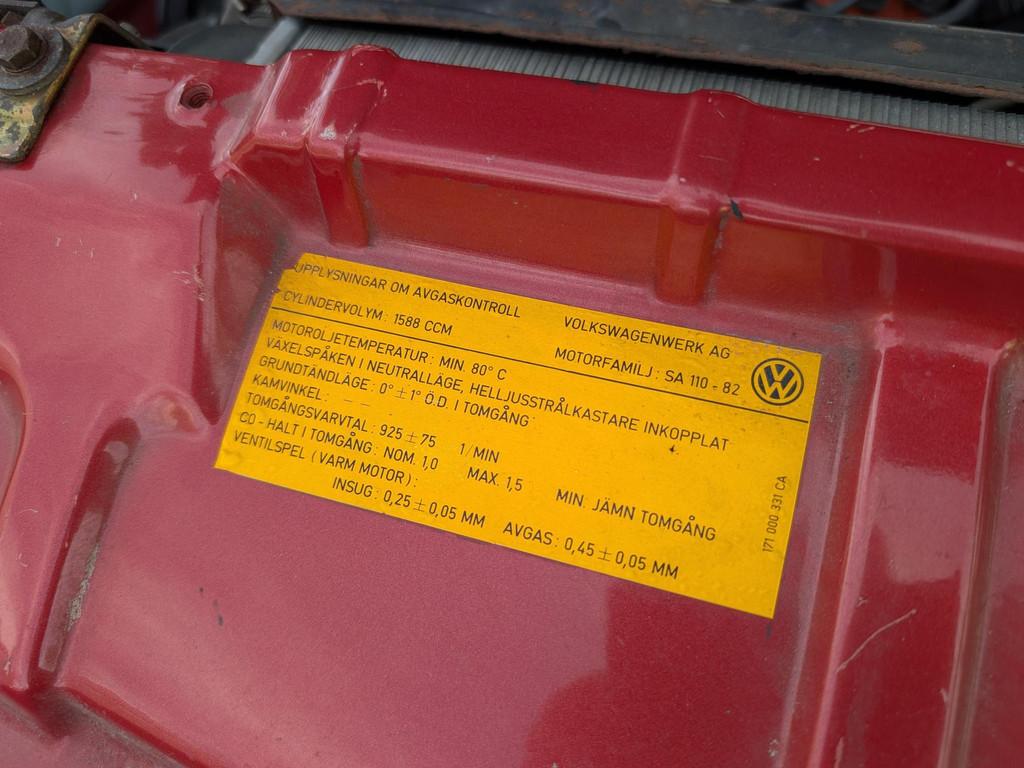 UPPLYSNINGAR OM AVGASKONTROLL VOLKSWAGENWERK AG
CYLINDERVOLYM: 1588 CCM MOTORFAMILJ: SA 110-82
MOTOROLJETEMPERATUR: MIN. 80° C
VÄXELSPÅKEN I NEUTRALLÄGE, HELLJUSSTRÅLKASTARE INKOPPLAT
GRUNDTÄNDLÄGE: 0° ± 1° Ö.D. I TOMGÅNG
KAMVINKEL: — —
TOMGÅNGSVARVTAL: 925 ± 75 1/MIN
CO-HALT I TOMGÅNG: NOM. 1,0 MAX. 1,5 MIN. JÄMN TOMGÅNG
VENTILSPEL (VARM MOTOR):
INSUG: 0,25 ± 0,05 MM AVGAS: 0,45 ± 0,05 MM
171 000 331 CA